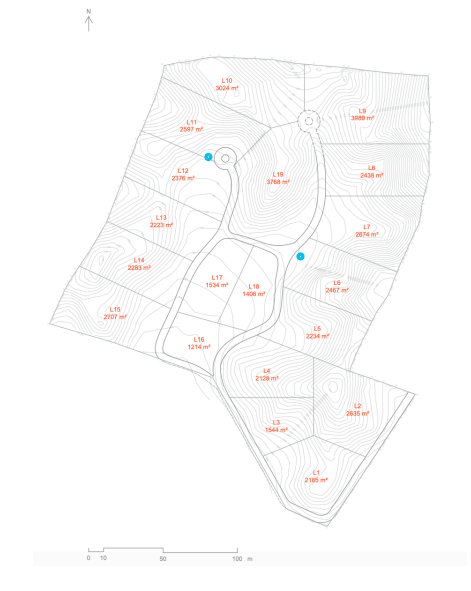 N
L10
3024 m²
L9
3989 m²
L11
2597 m²
L8
2438 m²
L12
2376 m²
L19
3768 m²
L13
2223 m²
L7
2674 m²
L14
2283 m²
L17
1534 m²
L18
1406 m²
L6
2467 m²
L15
2707 m²
L5
2234 m²
L16
1214 m²
L4
2128 m²
L2
2635 m²
L3
1544 m²
L1
2185 m²
0 10 50 100 m